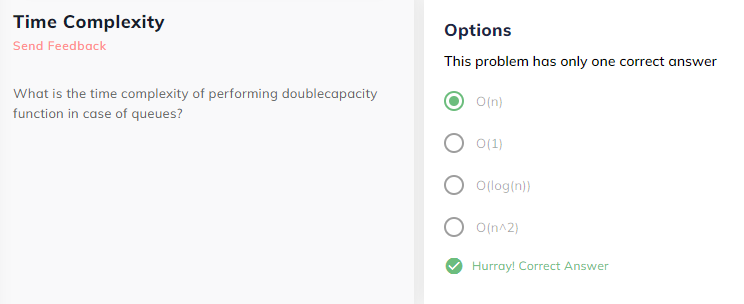 Time Complexity
Send Feedback
What is the time complexity of performing doublecapacity
function in case of queues?
Options
This problem has only one correct answer
O(n)
O(1)
O(log(n))
O(n^2)
Hurray! Correct Answer